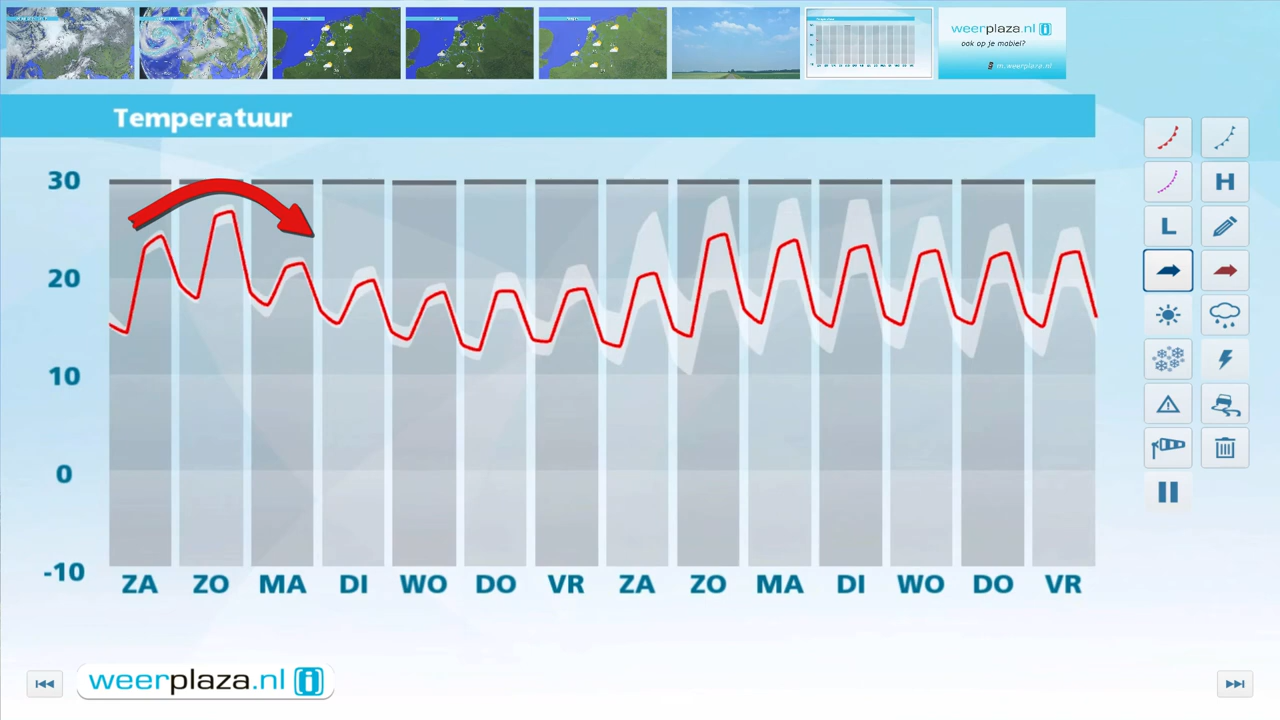 weerplaza.nl
ook op je mobiel?
m.weerplaza.nl
Temperatuur
30
20
10
0
-10
ZA ZO MA DI WO DO VR ZA ZO MA DI WO DO VR
H
L
weerplaza.nl